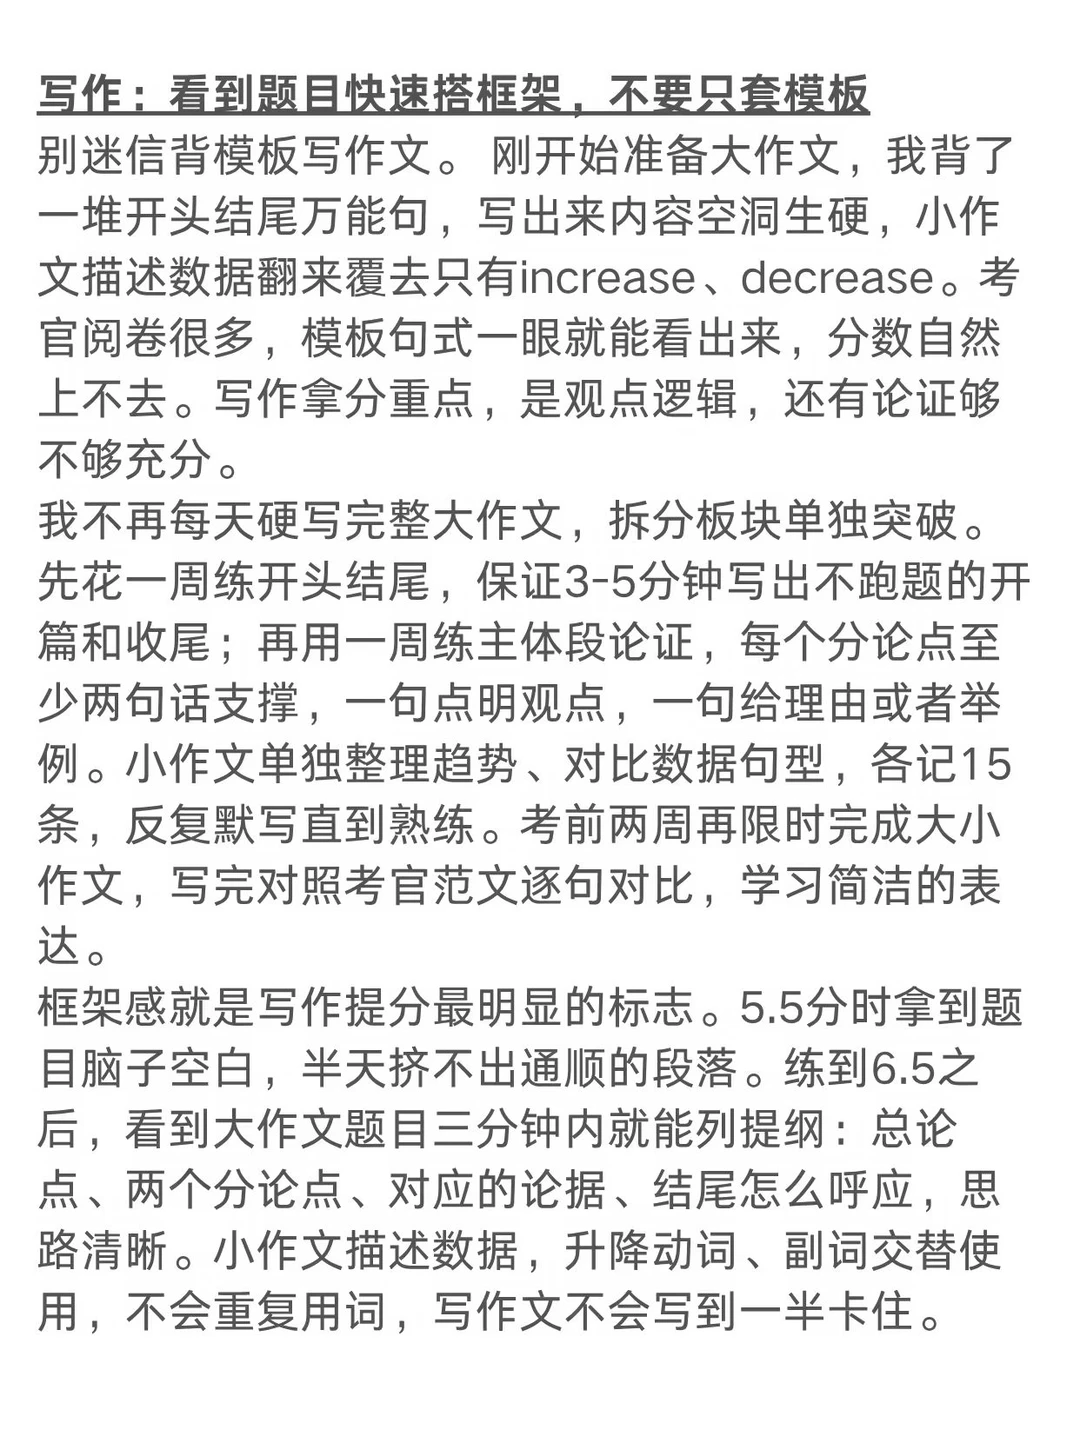 写作：看到题目快速搭框架，不要只套模板
别迷信背模板写作文。 刚开始准备大作文，我背了
一堆开头结尾万能句，写出来内容空洞生硬，小作
文描述数据翻来覆去只有increase、decrease。考
官阅卷很多，模板句式一眼就能看出来，分数自然
上不去。写作拿分重点，是观点逻辑，还有论证够
不够充分。
我不再每天硬写完整大作文，拆分板块单独突破。
先花一周练开头结尾，保证3-5分钟写出不跑题的开
篇和收尾；再用一周练主体段论证，每个分论点至
少两句话支撑，一句点明观点，一句给理由或者举
例。小作文单独整理趋势、对比数据句型，各记15
条，反复默写直到熟练。考前两周再限时完成大小
作文，写完对照考官范文逐句对比，学习简洁的表
达。
框架感就是写作提分最明显的标志。5.5分时拿到题
目脑子空白，半天挤不出通顺的段落。练到6.5之
后，看到大作文题目三分钟内就能列提纲：总论
点、两个分论点、对应的论据、结尾怎么呼应，思
路清晰。小作文描述数据，升降动词、副词交替使
用，不会重复用词，写作文不会写到一半卡住。